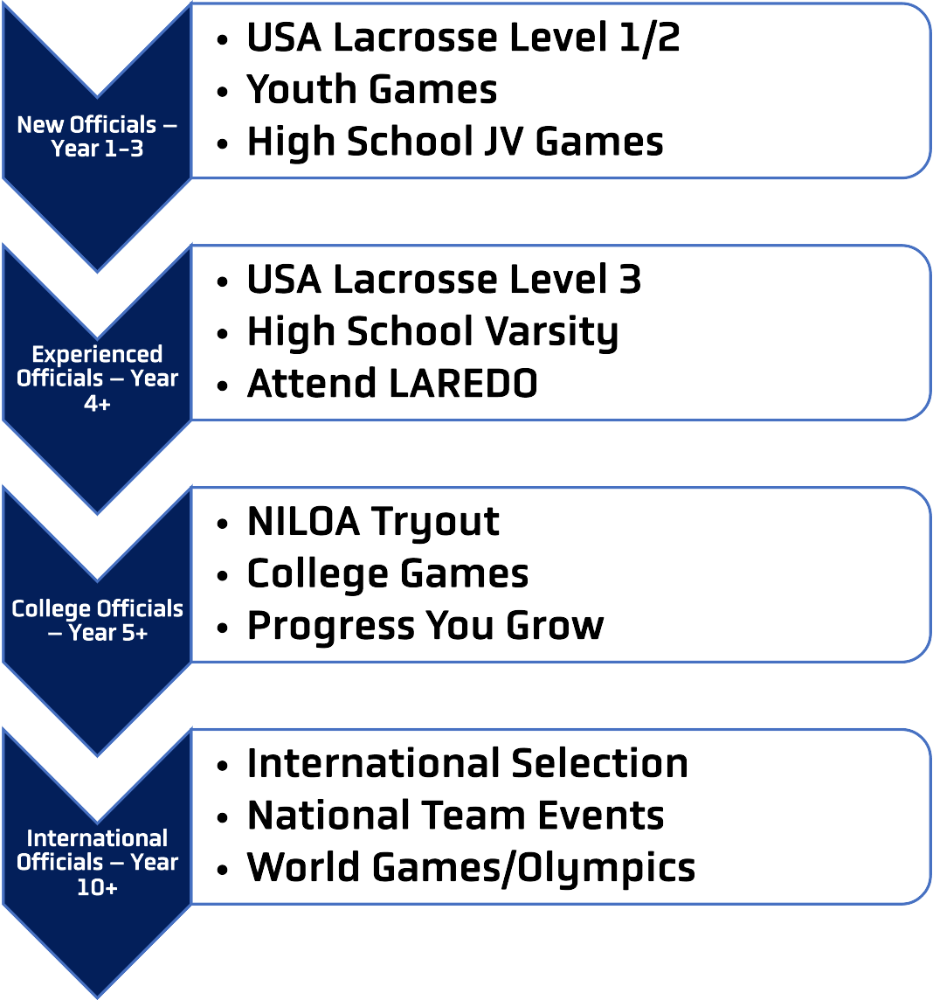 New Officials –
Year 1–3
• USA Lacrosse Level 1/2
• Youth Games
• High School JV Games
Experienced
Officials – Year
4+
• USA Lacrosse Level 3
• High School Varsity
• Attend LAREDO
College Officials
– Year 5+
• NILOA Tryout
• College Games
• Progress You Grow
International
Officials – Year
10+
• International Selection
• National Team Events
• World Games/Olympics